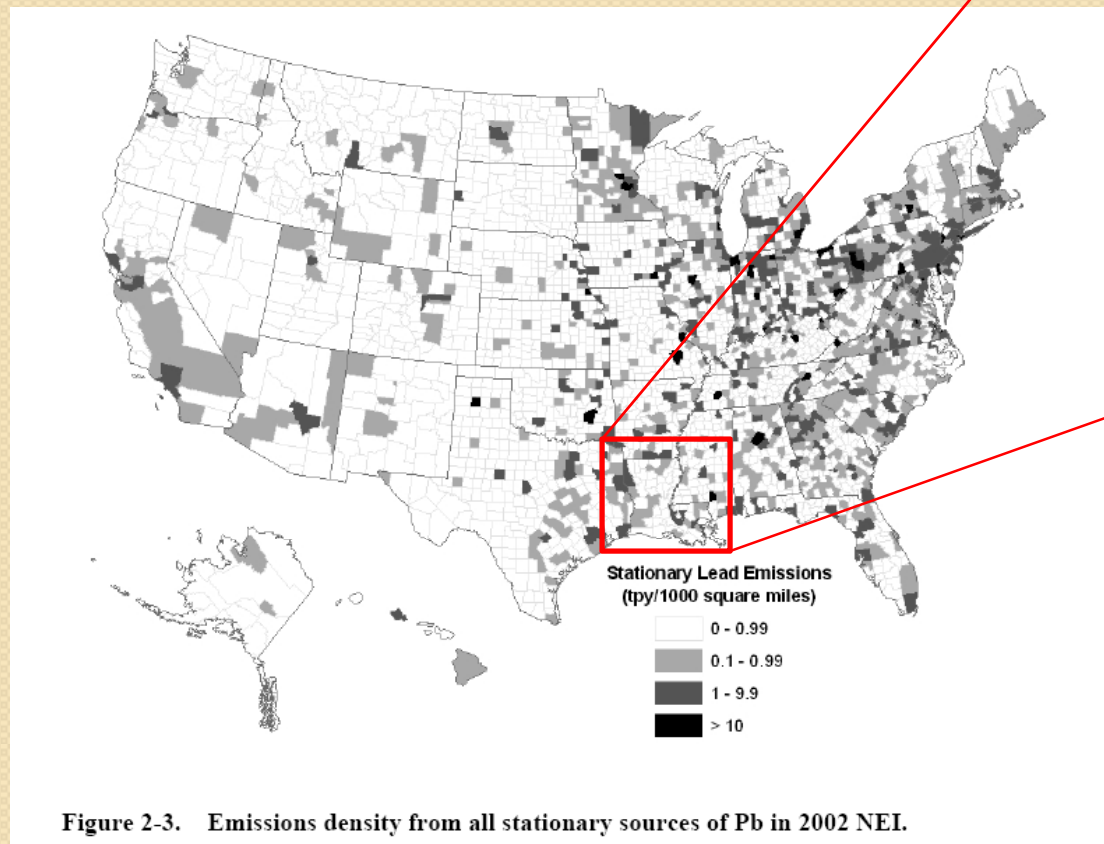 Stationary Lead Emissions
(tpy/1000 square miles)
0 - 0.99
0.1 - 0.99
1 - 9.9
> 10
Figure 2-3. Emissions density from all stationary sources of Pb in 2002 NEI.